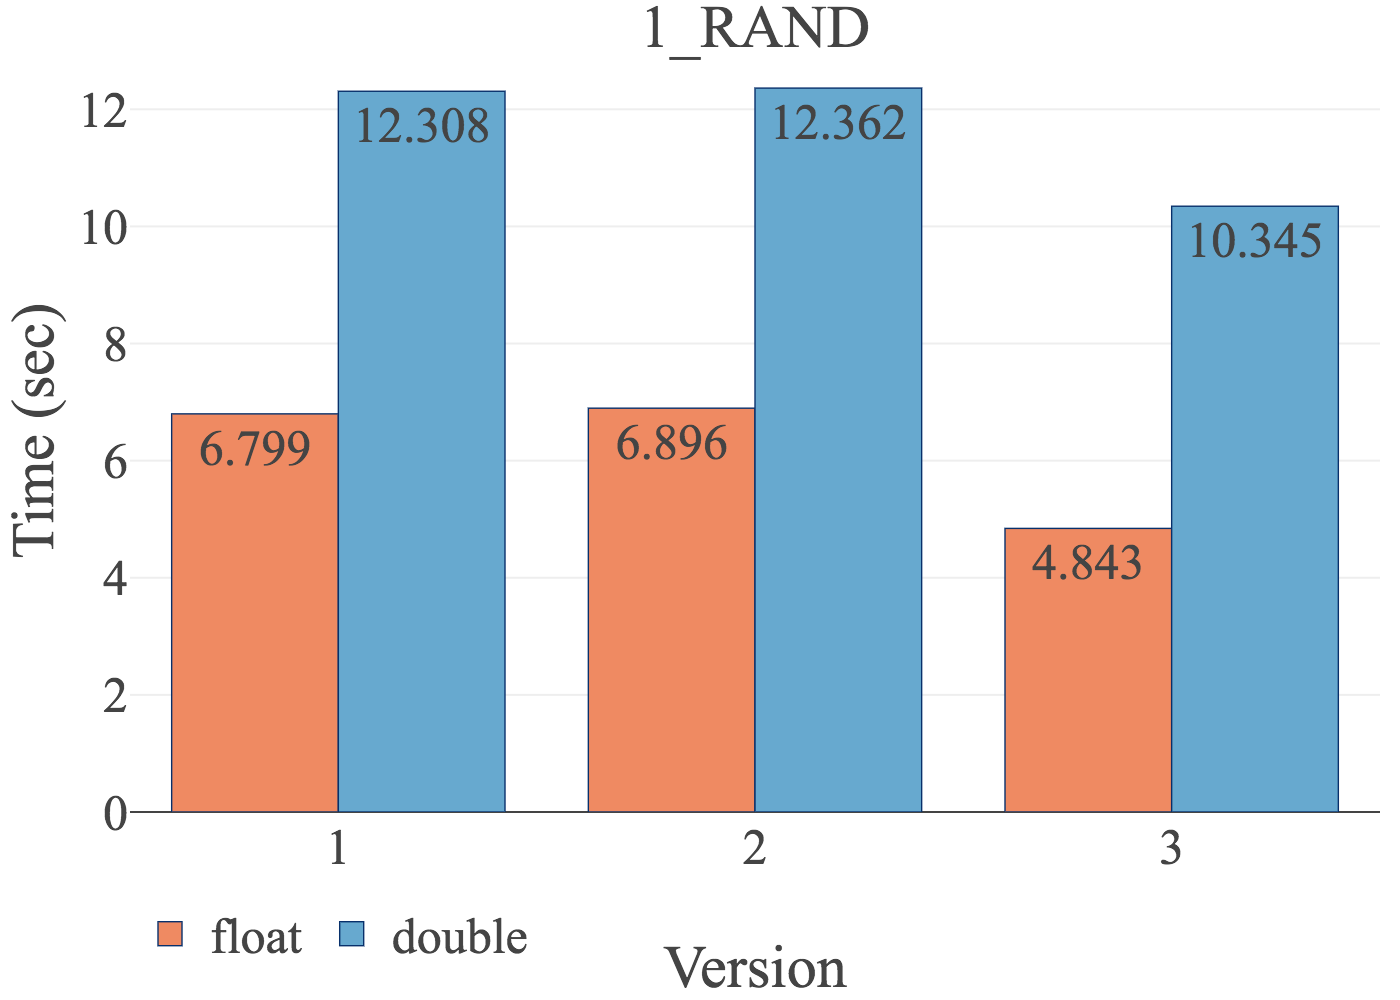 1_RAND
Time (sec)
12
10
8
6
4
2
0
12.308
12.362
10.345
6.799
6.896
4.843
1 2 3
float double
Version